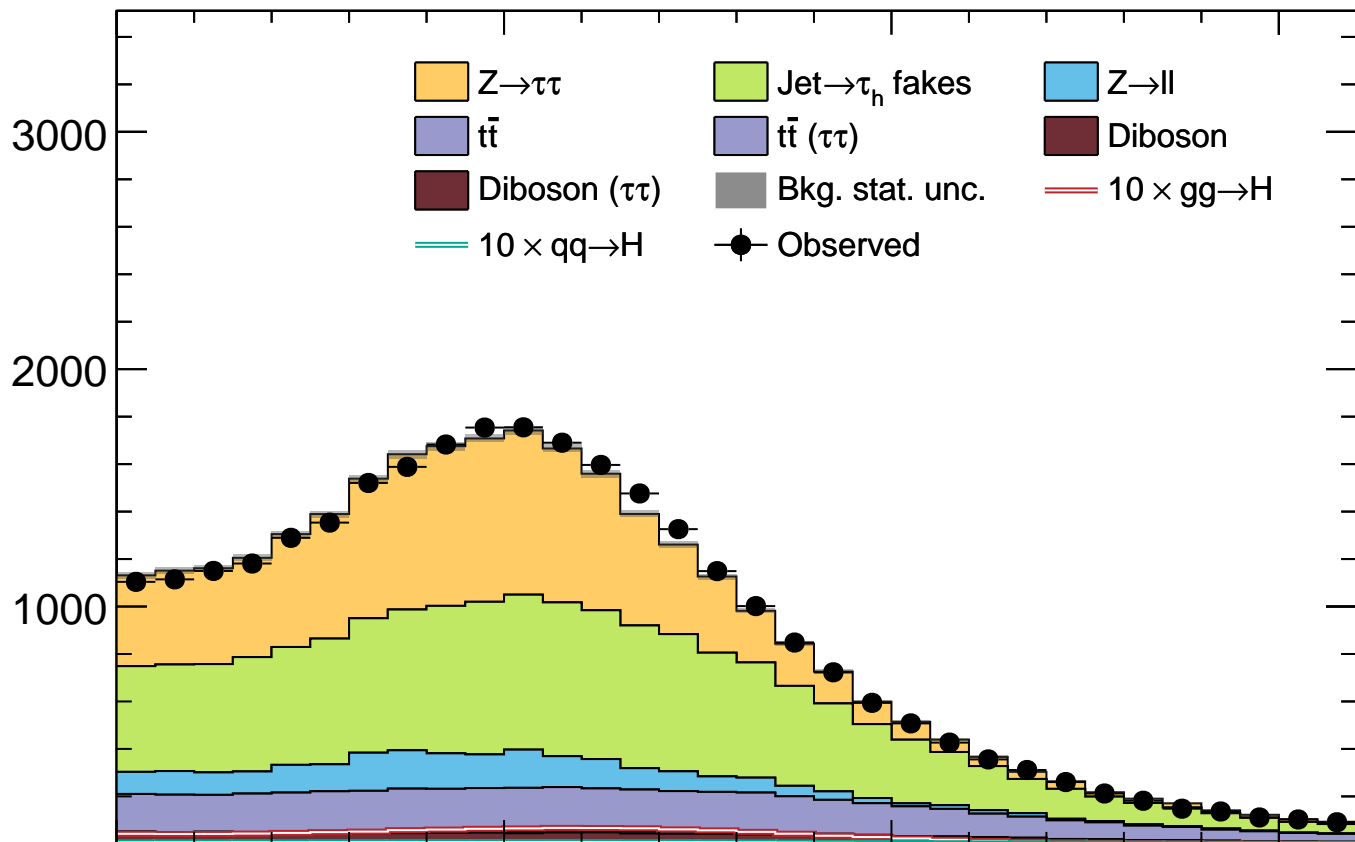 Z→ττ Jet→τh fakes Z→ll
3000 tt̄ tt̄ (ττ) Diboson
Diboson (ττ) Bkg. stat. unc. 10 × gg→H
10 × qq→H Observed
2000
1000